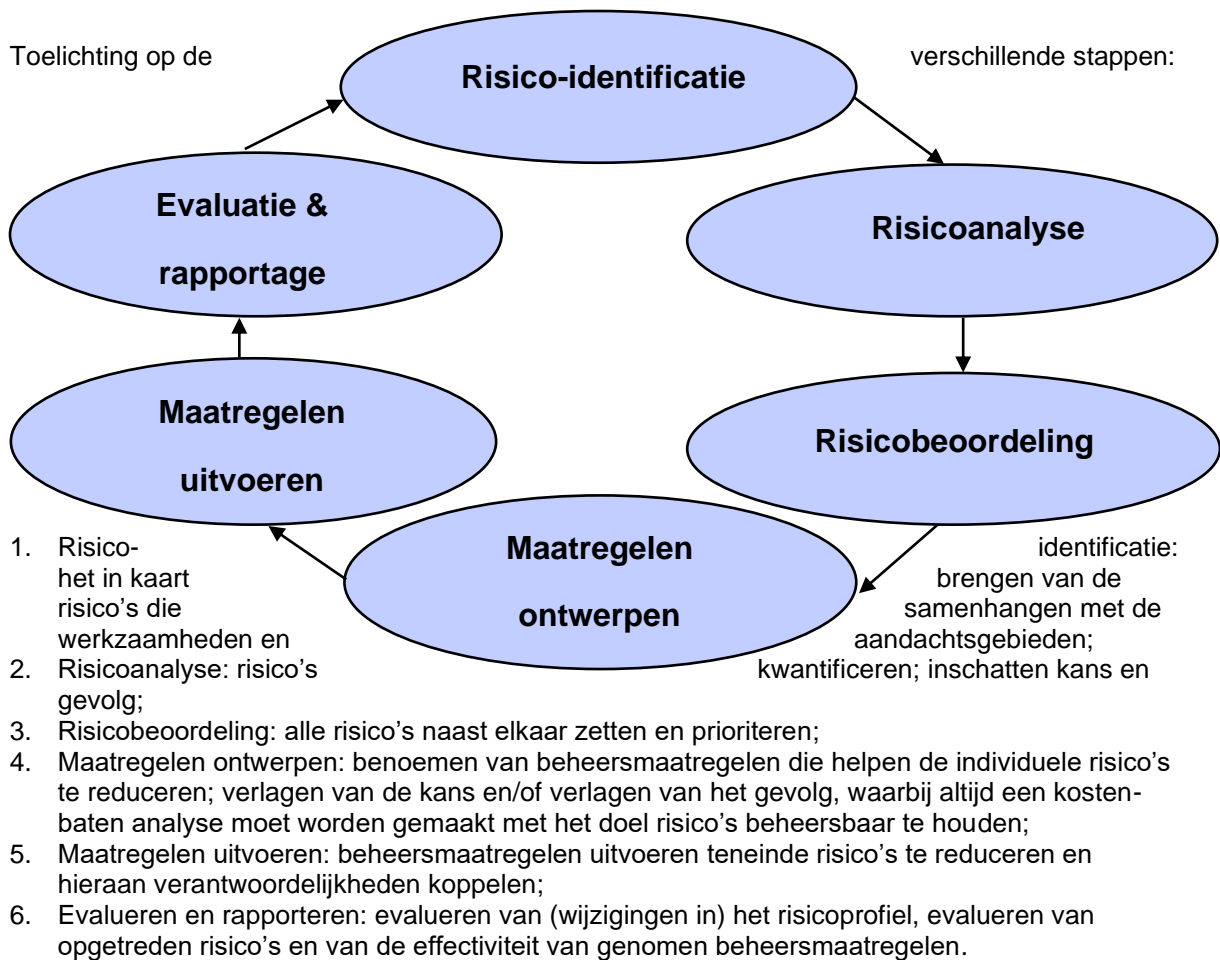 Toelichting op de verschillende stappen:
Risico-identificatie
Risicoanalyse
Risicobeoordeling
Maatregelen
ontwerpen
Maatregelen
uitvoeren
Evaluatie &
rapportage
1. Risico- identificatie:
het in kaart brengen van de
risico’s die samenhangen met de
werkzaamheden en aandachtsgebieden;
2. Risicoanalyse: risico’s kwantificeren; inschatten kans en
gevolg;
3. Risicobeoordeling: alle risico’s naast elkaar zetten en prioriteren;
4. Maatregelen ontwerpen: benoemen van beheersmaatregelen die helpen de individuele risico’s
te reduceren; verlagen van de kans en/of verlagen van het gevolg, waarbij altijd een kosten-
baten analyse moet worden gemaakt met het doel risico’s beheersbaar te houden;
5. Maatregelen uitvoeren: beheersmaatregelen uitvoeren teneinde risico’s te reduceren en
hieraan verantwoordelijkheden koppelen;
6. Evalueren en rapporteren: evalueren van (wijzigingen in) het risicoprofiel, evalueren van
opgetreden risico’s en van de effectiviteit van genomen beheersmaatregelen.